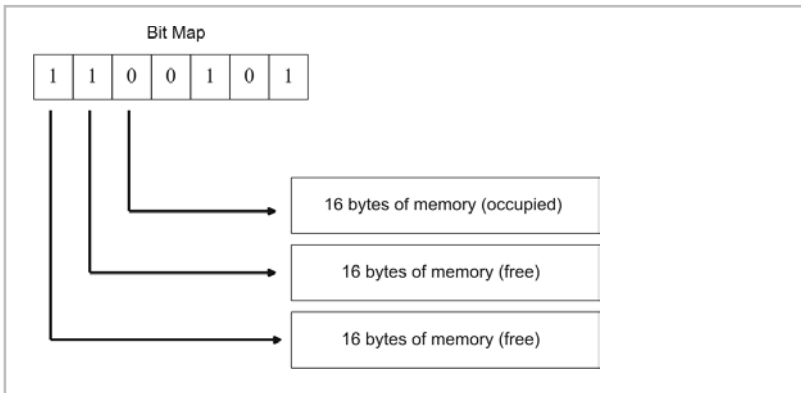 Bit Map
1 1 0 0 1 0 1
16 bytes of memory (occupied)
16 bytes of memory (free)
16 bytes of memory (free)